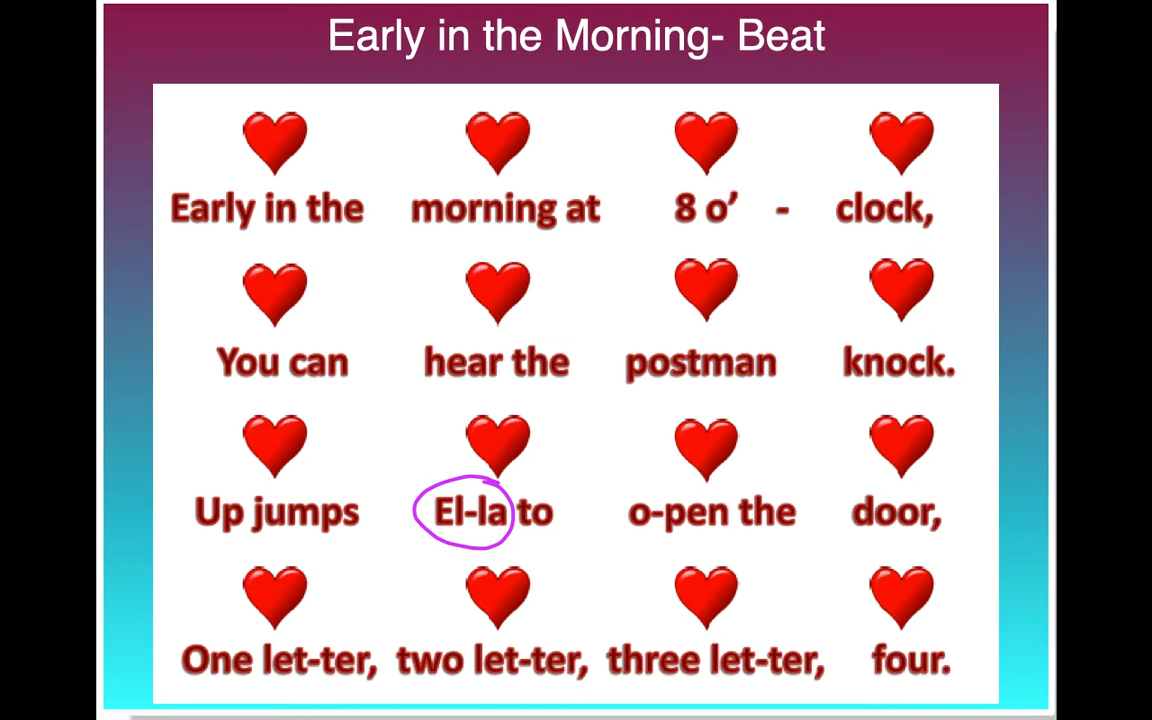 Early in the Morning- Beat
Early in the morning at 8 o' - clock,
You can hear the postman knock.
Up jumps El-la to o-pen the door,
One let-ter, two let-ter, three let-ter, four.